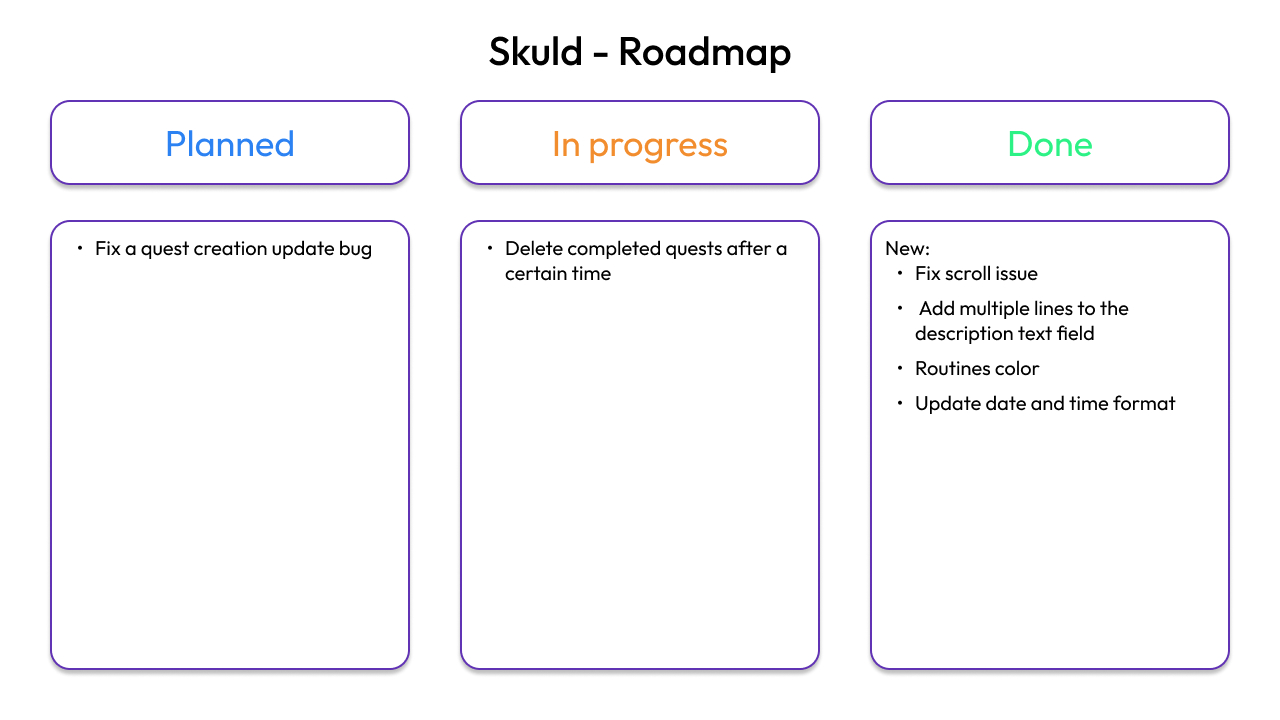 Skuld - Roadmap
Planned
In progress
Done
• Fix a quest creation update bug
• Delete completed quests after a
certain time
New:
• Fix scroll issue
• Add multiple lines to the
description text field
• Routines color
• Update date and time format